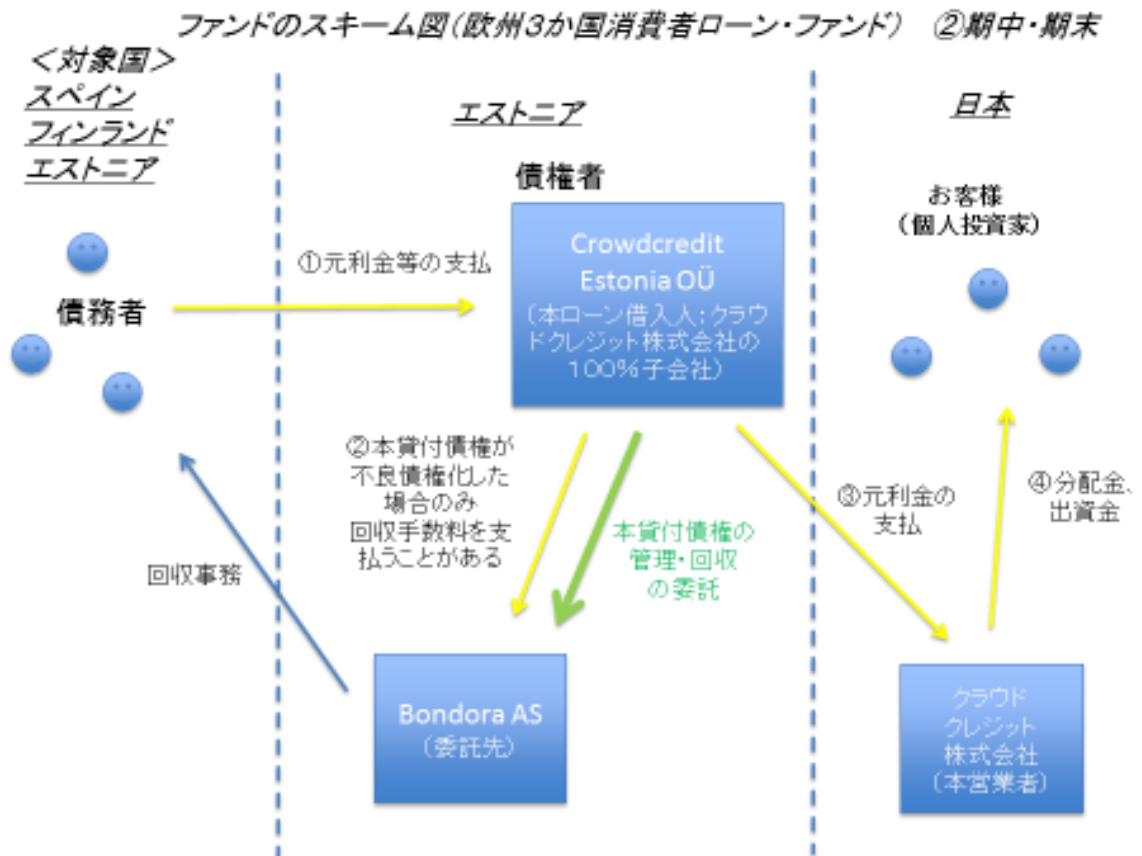 ファンドのスキーム図(欧州3か国消費者ローン・ファンド) ②期中・期末
<対象国>
スペイン
フィンランド
エストニア
エストニア
日本
債権者
お客様
(個人投資家)
Crowdcredit
Estonia OÜ
(本ローン借入人:クラウ
ドクレジット株式会社の
100%子会社)
①元利金等の支払
債務者
②本貸付債権が
不良債権化した
場合のみ
回収手数料を支
払うことがある
本貸付債権の
管理・回収
の委託
③元利金の
支払
④分配金、
出資金
回収事務
Bondora AS
(委託先)
クラウド
クレジット
株式会社
(本営業者)